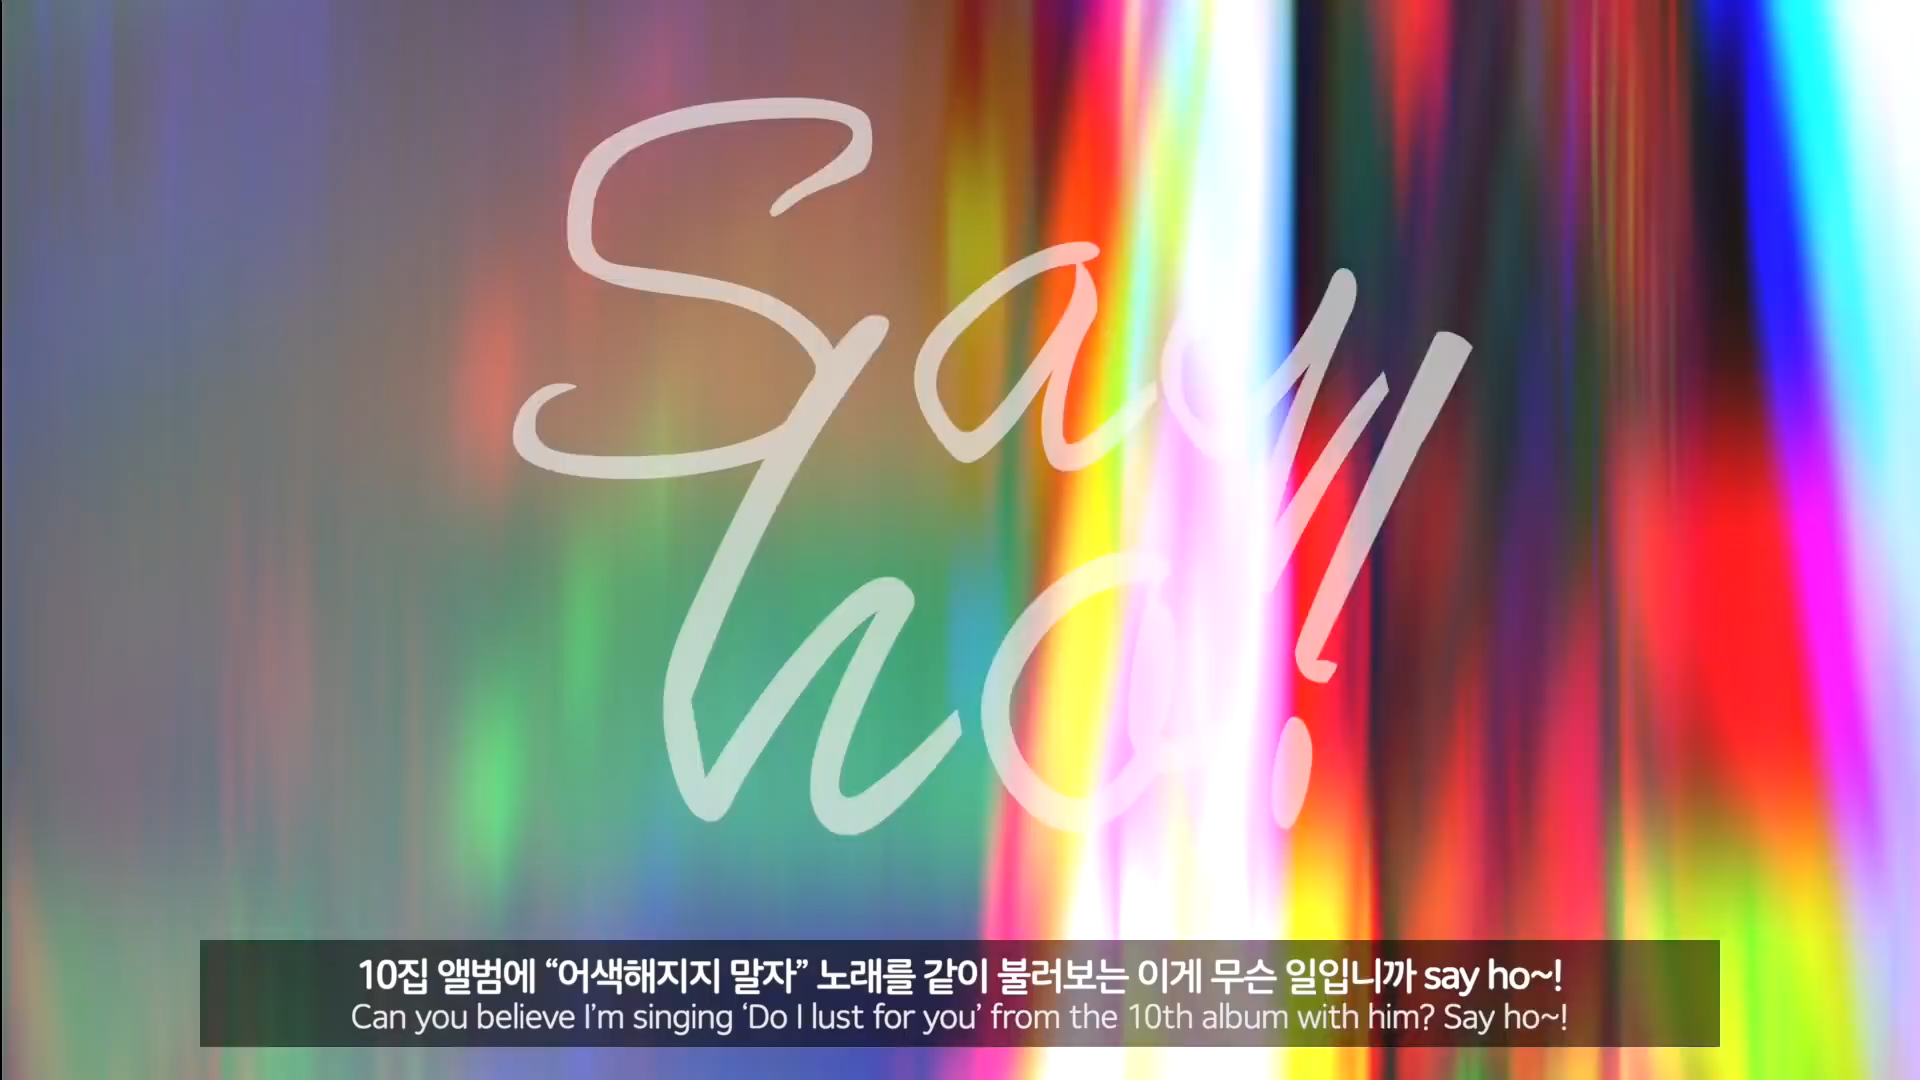 Say
ho!
10집 앨범에 “어색해지지 말자” 노래를 같이 불러보는 이게 무슨 일입니까 say ho~!
Can you believe I’m singing ‘Do I lust for you’ from the 10th album with him? Say ho~!